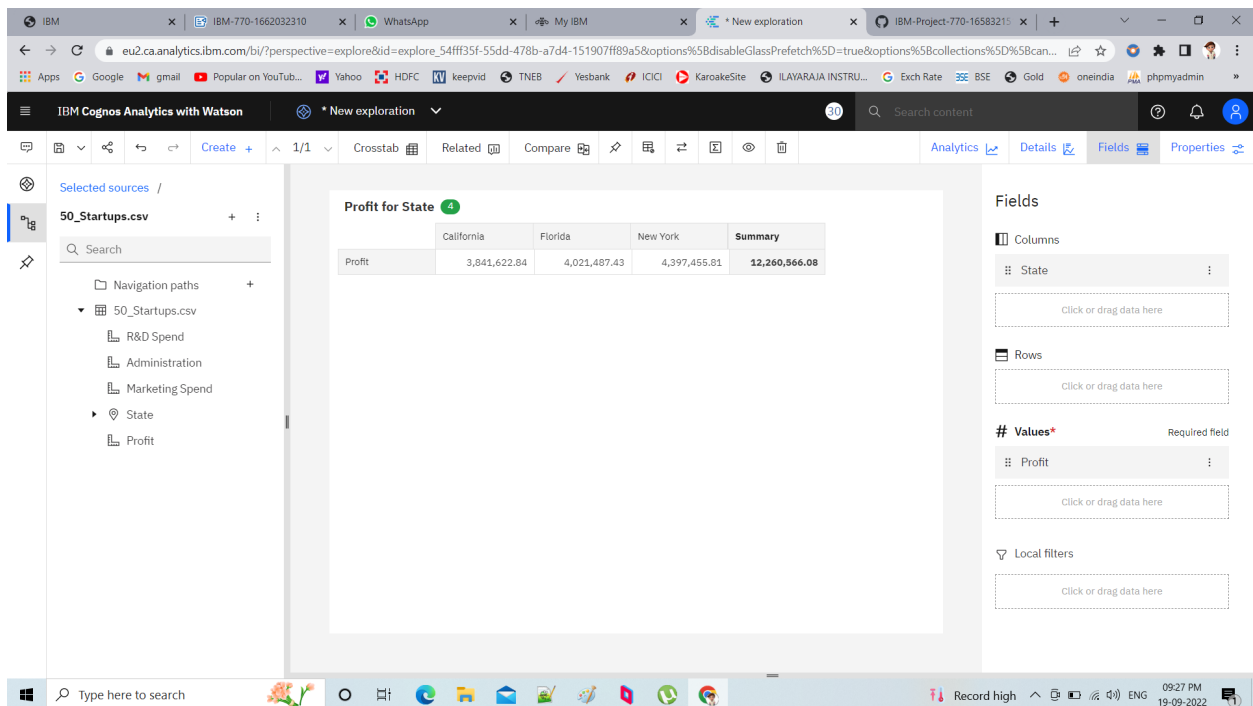 IBM IBM-770-1662032310 WhatsApp My IBM * New exploration IBM-Project-770-16583215
eu2.ca.analytics.ibm.com/bi/?perspective=explore&id=explore_54fff35f-55dd-478b-a7d4-151907ff89a5&options%5BdisableGlassPrefetch%5D=true&options%5Bcollections%5D%5Bcan...
Apps Google gmail Popular on YouTub... Yahoo HDFC keepvid TNEB Yesbank ICICI KaroakeSite ILAYARAJA INSTRU... Exch Rate BSE Gold oneindia phpmyadmin »
IBM Cognos Analytics with Watson * New exploration 30 Search content
Create + 1/1 Crosstab Related Compare Analytics Details Fields Properties
Selected sources /
50_Startups.csv
Search
Navigation paths
50_Startups.csv
R&D Spend
Administration
Marketing Spend
State
Profit
Profit for State 4
California Florida New York Summary
Profit 3,841,622.84 4,021,487.43 4,397,455.81 12,260,566.08
Fields
Columns
State
Click or drag data here
Rows
Click or drag data here
# Values* Required field
Profit
Click or drag data here
Local filters
Click or drag data here
Type here to search Record high ENG 09:27 PM
19-09-2022